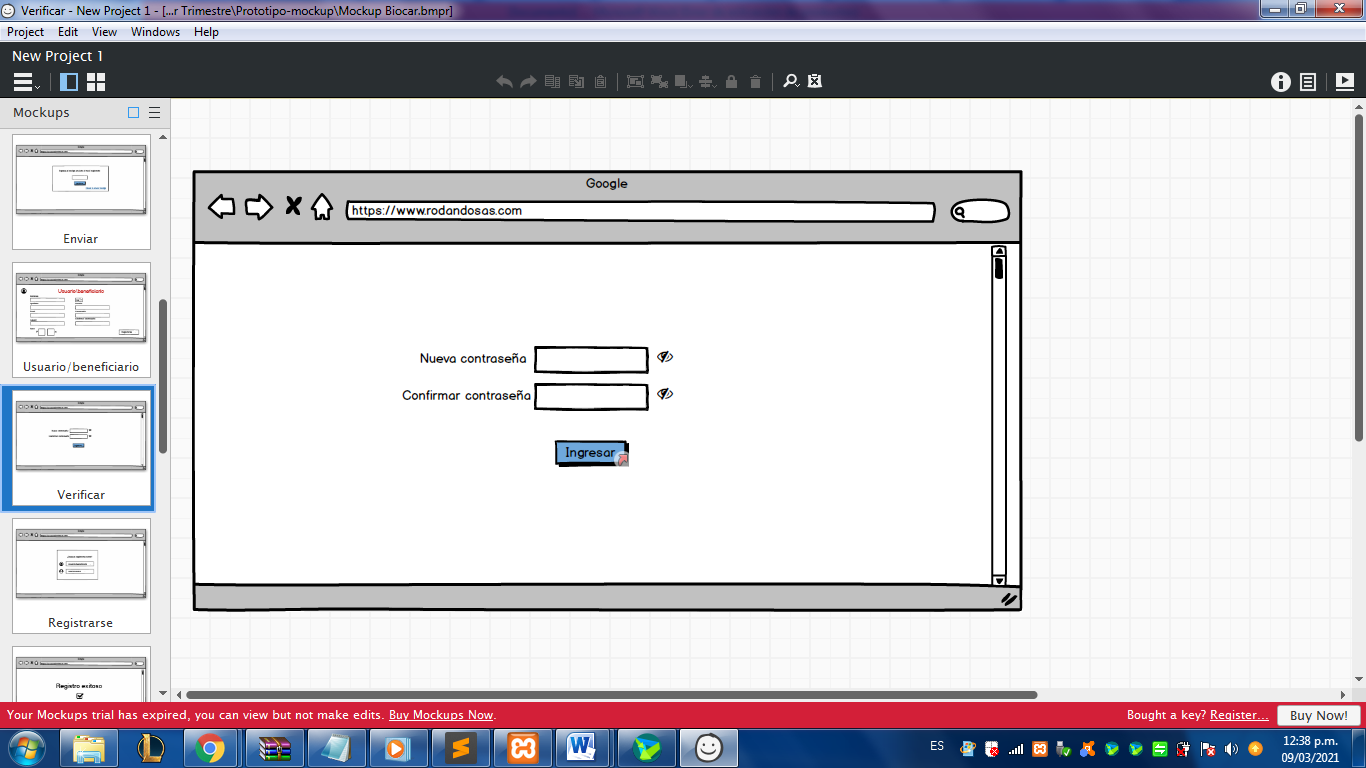 Verificar - New Project 1 - [...r Trimestre\Prototipo-mockup\Mockup Biocar.bmpr]
Project Edit View Windows Help
New Project 1
Mockups
Enviar
Usuario/beneficiario
Usuario/beneficiario
Verificar
Registrarse
Registro exitoso
Google
https://www.rodandosas.com
Nueva contraseña
Confirmar contraseña
Ingresar
Your Mockups trial has expired, you can view but not make edits. Buy Mockups Now.
Bought a key? Register... Buy Now!
ES
12:38 p.m.
09/03/2021